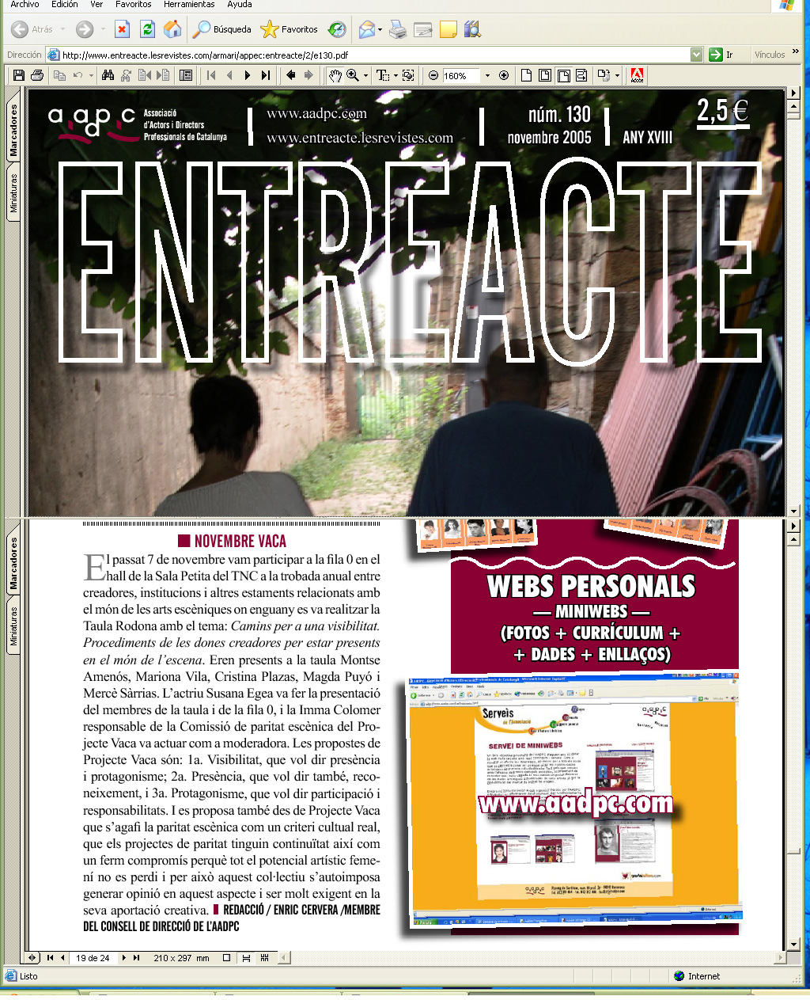 Archivo Edición Ver Favoritos Herramientas Ayuda
Atrás Búsqueda Favoritos
Dirección http://www.entreacte.lesrevistes.com/armari/appec:entreacte/2/e130.pdf Ir Vínculos »
160% Adobe
Marcadores
Miniaturas
aadpc
Associació
d'Actors i Directors
Professionals de Catalunya
www.aadpc.com
www.entreacte.lesrevistes.com
núm. 130
novembre 2005
ANY XVIII
2,5 €
ENTREACTE
Marcadores
Miniaturas
NOVEMBRE VACA
El passat 7 de novembre vam participar a la fila 0 en el
hall de la Sala Petita del TNC a la trobada anual entre
creadores, institucions i altres estaments relacionats amb
el món de les arts escèniques on enguany es va realitzar la
Taula Rodona amb el tema: Camins per a una visibilitat.
Procediments de les dones creadores per estar presents
en el món de l'escena. Eren presents a la taula Montse
Amenós, Mariona Vila, Cristina Plazas, Magda Puyó i
Mercè Sàrrias. L'actriu Susana Egea va fer la presentació
del membres de la taula i de la fila 0, i la Imma Colomer
responsable de la Comissió de paritat escènica del Pro-
jecte Vaca va actuar com a moderadora. Les propostes de
Projecte Vaca són: 1a. Visibilitat, que vol dir presència
i protagonisme; 2a. Presència, que vol dir també, reco-
neixement, i 3a. Protagonisme, que vol dir participació i
responsabilitats. I es proposa també des de Projecte Vaca
que s'agafi la paritat escènica com un criteri cultual real,
que els projectes de paritat tinguin continuïtat així com
un ferm compromís perquè tot el potencial artístic feme-
ní no es perdi i per això aquest col·lectiu s'autoimposa
generar opinió en aquest aspecte i ser molt exigent en la
seva aportació creativa. REDACCIÓ / ENRIC CERVERA /MEMBRE
DEL CONSELL DE DIRECCIÓ DE L'AADPC
WEBS PERSONALS
— MINIWEBS —
(FOTOS + CURRÍCULUM +
+ DADES + ENLLAÇOS)
Serveis
de l'Associació
SERVEI DE MINIWEBS
www.aadpc.com
19 de 24 210 x 297 mm
Listo Internet